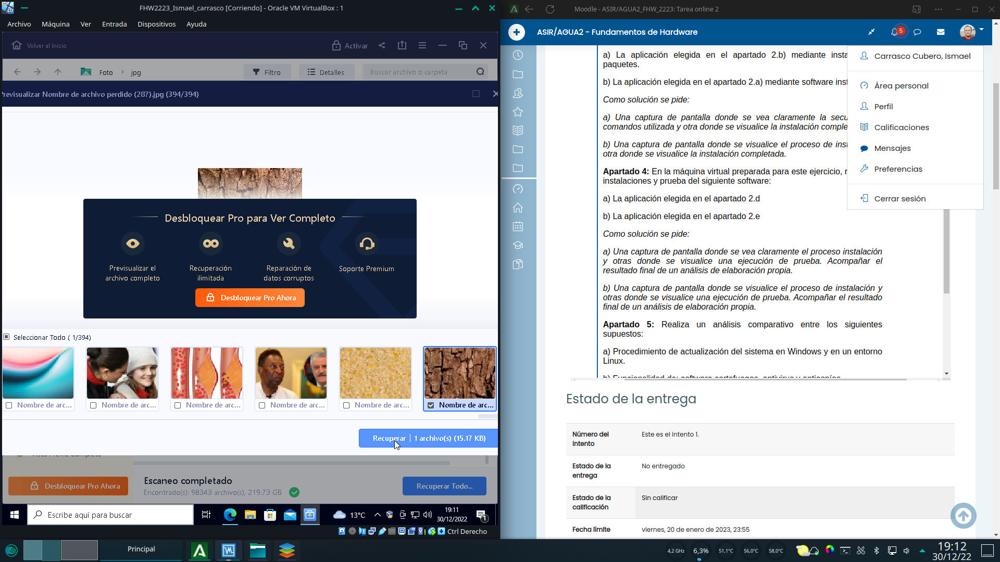 FHW2223_Ismael_carrasco [Corriendo] - Oracle VM VirtualBox : 1
Archivo Máquina Ver Entrada Dispositivos Ayuda
Volver al Inicio
Activar
Foto
jpg
Filtro
Detalles
Buscar archivo o carpeta
Previsualizar Nombre de archivo perdido (287).jpg (394/394)
Desbloquear Pro para Ver Completo
Previsualizar el
archivo completo
Recuperación
ilimitada
Reparación de
datos corruptos
Soporte Premium
Desbloquear Pro Ahora
Seleccionar Todo ( 1/394)
Nombre de arc...
Nombre de arc...
Nombre de arc...
Nombre de arc...
Nombre de arc...
Nombre de arc...
Recuperar | 1 archivo(s) (15.17 KB)
Vista Previa Completa
Desbloquear Pro Ahora
Escaneo completado
Encontrado(s): 98343 archivo(s), 219.73 GB
Recuperar Todo...
Escribe aquí para buscar
13°C
19:11
30/12/2022
1
Ctrl Derecho
Moodle - ASIR/AGUA2_FHW_2223: Tarea online 2
ASIR/AGUA2 - Fundamentos de Hardware
5
a) La aplicación elegida en el apartado 2.b) mediante insta
paquetes.
b) La aplicación elegida en el apartado 2.a) mediante software inst
Como solución se pide:
a) Una captura de pantalla donde se vea claramente la secu
comandos utilizada y otra donde se visualice la instalación comple
b) Una captura de pantalla donde se visualice el proceso de inst
otra donde se visualice la instalación completada.
Apartado 4: En la máquina virtual preparada para este ejercicio, r
instalaciones y prueba del siguiente software:
a) La aplicación elegida en el apartado 2.d
b) La aplicación elegida en el apartado 2.e
Como solución se pide:
a) Una captura de pantalla donde se vea claramente el proceso instalación
y otras donde se visualice una ejecución de prueba. Acompañar el
resultado final de un análisis de elaboración propia.
b) Una captura de pantalla donde se visualice el proceso de instalación y
otras donde se visualice una ejecución de prueba. Acompañar el resultado
final de un análisis de elaboración propia.
Apartado 5: Realiza un análisis comparativo entre los siguientes
supuestos:
a) Procedimiento de actualización del sistema en Windows y en un entorno
Linux.
b) Funcionalidad de: software cortafuegos, antivirus y antiespías
Carrasco Cubero, Ismael
Área personal
Perfil
Calificaciones
Mensajes
Preferencias
Cerrar sesión
Estado de la entrega
Número del
intento
Este es el intento 1.
Estado de la
entrega
No entregado
Estado de la
calificación
Sin calificar
Fecha límite
viernes, 20 de enero de 2023, 23:55
Principal
4,2 GHz
6,3%
51,1°C
56,0°C
58,0°C
19:12
30/12/22